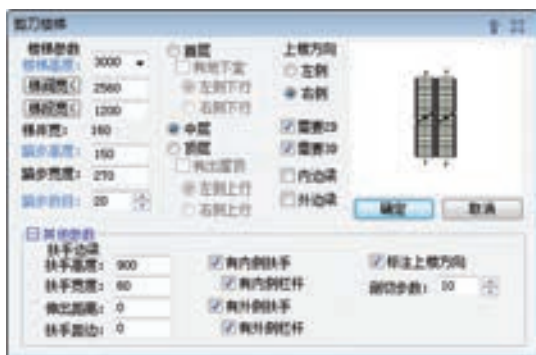 剪刀楼梯
楼梯参数
楼梯高度: 3000
梯间宽< 2560
梯段宽< 1200
梯井宽: 160
踏步高度: 150
踏步宽度: 270
踏步数目: 20
首层
有地下室
左侧下行
右侧下行
中层
顶层
有出屋顶
左侧上行
右侧上行
上楼方向
左侧
右侧
需要2D
需要3D
内边梁
外边梁
确定
取消
其他参数
扶手边梁
扶手高度: 900
扶手宽度: 60
伸出距离: 0
扶手距边: 0
有内侧扶手
有内侧栏杆
有外侧扶手
有外侧栏杆
标注上楼方向
剖切步数: 10